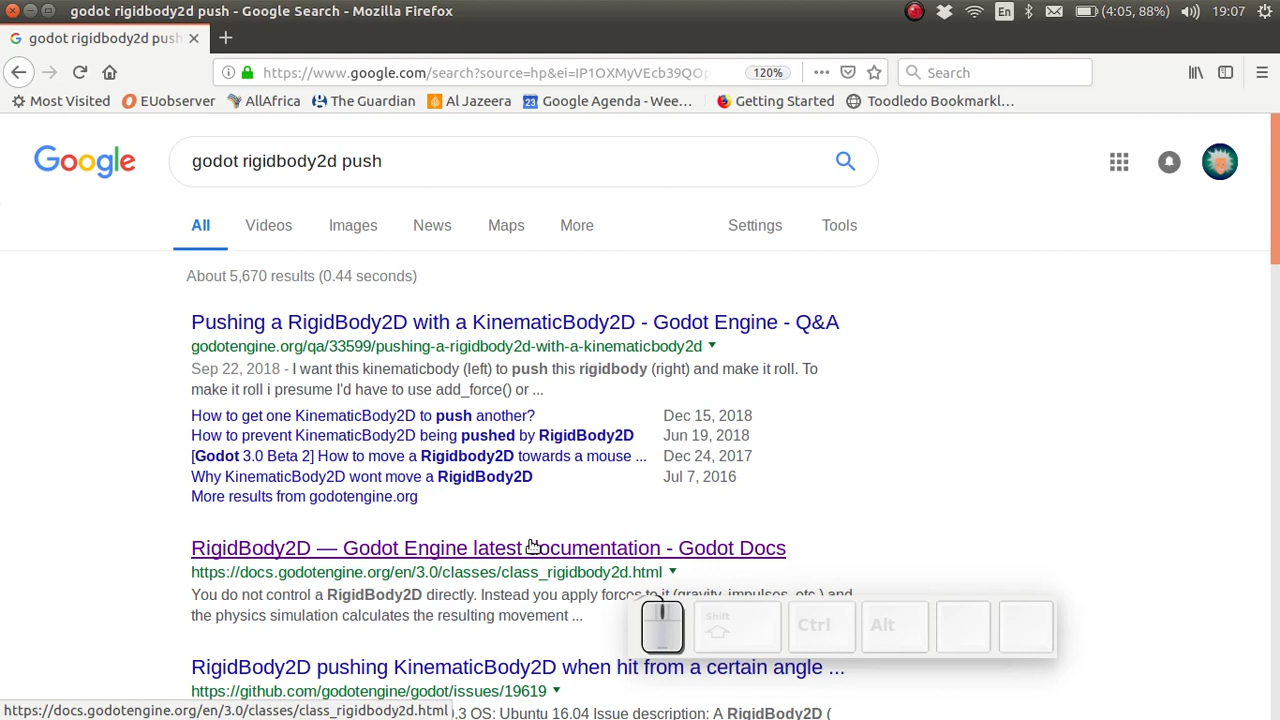 godot rigidbody2d push - Google Search - Mozilla Firefox
En
(4:05, 88%)
19:07
godot rigidbody2d push
https://www.google.com/search?source=hp&ei=IP1OXMyVEcb39QOp
120%
Search
Most Visited
EUobserver
AllAfrica
The Guardian
Al Jazeera
Google Agenda - Wee…
Getting Started
Toodledo Bookmarkl…
Google
godot rigidbody2d push
All
Videos
Images
News
Maps
More
Settings
Tools
About 5,670 results (0.44 seconds)
Pushing a RigidBody2D with a KinematicBody2D - Godot Engine - Q&A
godotengine.org/qa/33599/pushing-a-rigidbody2d-with-a-kinematicbody2d
Sep 22, 2018 - I want this kinematicbody (left) to push this rigidbody (right) and make it roll. To
make it roll i presume I'd have to use add_force() or ...
How to get one KinematicBody2D to push another? Dec 15, 2018
How to prevent KinematicBody2D being pushed by RigidBody2D Jun 19, 2018
[Godot 3.0 Beta 2] How to move a Rigidbody2D towards a mouse ... Dec 24, 2017
Why KinematicBody2D wont move a RigidBody2D Jul 7, 2016
More results from godotengine.org
RigidBody2D — Godot Engine latest documentation - Godot Docs
https://docs.godotengine.org/en/3.0/classes/class_rigidbody2d.html
You do not control a RigidBody2D directly. Instead you apply forces to it (gravity, impulses, etc.) and
the physics simulation calculates the resulting movement ...
Shift
Ctrl
Alt
RigidBody2D pushing KinematicBody2D when hit from a certain angle ...
https://github.com/godotengine/godot/issues/19619
.3 OS: Ubuntu 16.04 Issue description: A RigidBody2D (
https://docs.godotengine.org/en/3.0/classes/class_rigidbody2d.html